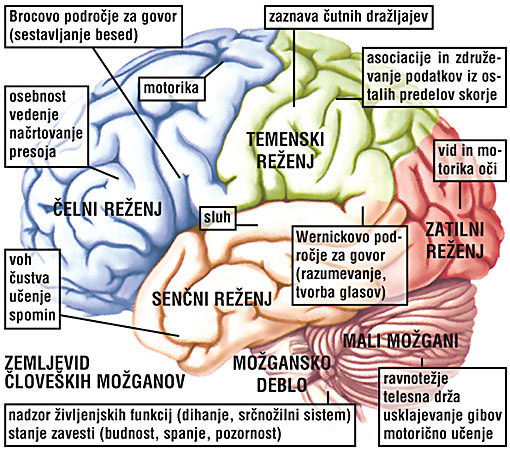 Brocovo področje za govor
(sestavljanje besed)
zaznava čutnih dražljajev
asociacije in združe-
vanje podatkov iz os-
talih predelov skorje
motorika
osebnost
vedenje
načrtovanje
presoja
TEMENSKI
REŽENJ
vid in mo-
torika oči
ČELNI REŽENJ
sluh
Wernickovo pod-
ročje za govor
(razumevanje,
tvorba glasov)
ZATILNI
REŽENJ
voh
čustva
učenje
spomin
SENČNI REŽENJ
MALI MOŽGANI
ZEMLJEVID
ČLOVEŠKIH MOŽGANOV
MOŽGANSKO
DEBLO
ravnotežje
telesna drža
usklajevanje gibov
motorično učenje
nadzor življenjskih funkcij (dihanje, srčnožilni sistem)
stanje zavesti (budnost, spanje, pozornost)